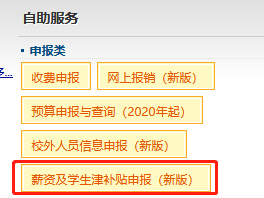 自助服务
申报类
多...
收费申报 网上报销（新版）
预算申报与查询（2020年起）
校外人员信息申报（新版）
薪资及学生津补贴申报（新版）